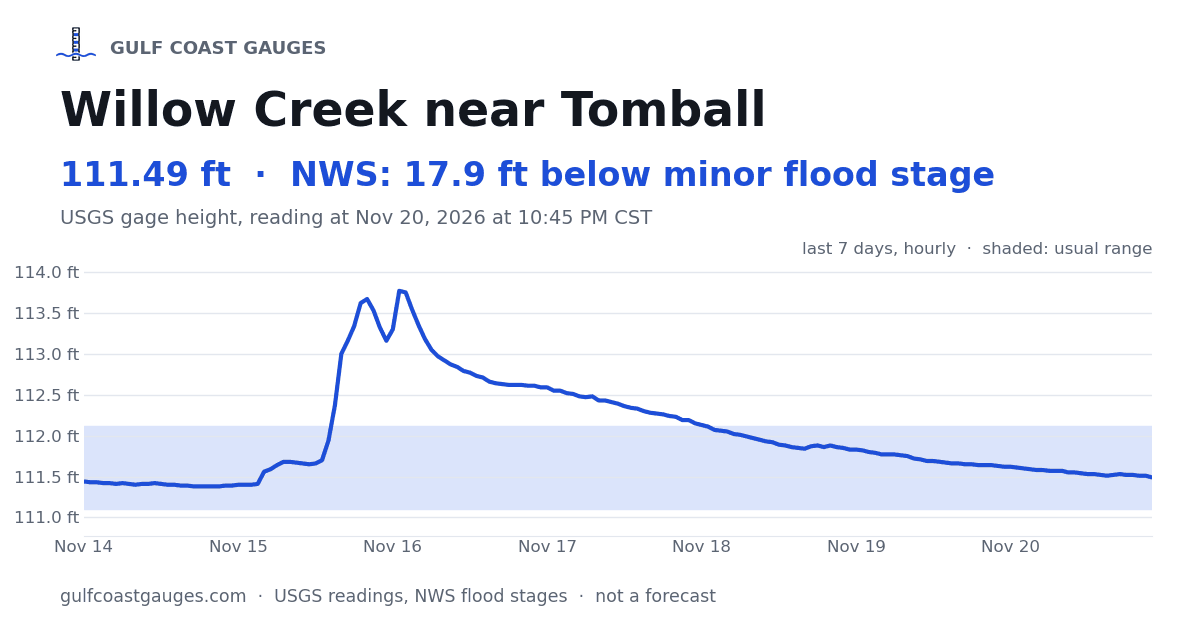 GULF COAST GAUGES
Willow Creek near Tomball
111.49 ft · NWS: 17.9 ft below minor flood stage
USGS gage height, reading at Nov 20, 2026 at 10:45 PM CST
last 7 days, hourly · shaded: usual range
114.0 ft
113.5 ft
113.0 ft
112.5 ft
112.0 ft
111.5 ft
111.0 ft
Nov 14 Nov 15 Nov 16 Nov 17 Nov 18 Nov 19 Nov 20
gulfcoastgauges.com · USGS readings, NWS flood stages · not a forecast